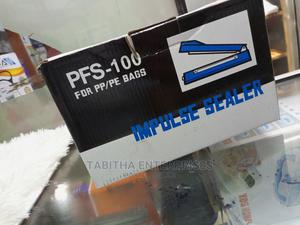 PFS-100
FOR PP/PE BAGS
IMPULSE SEALER
TABITHA ENTERPRISES